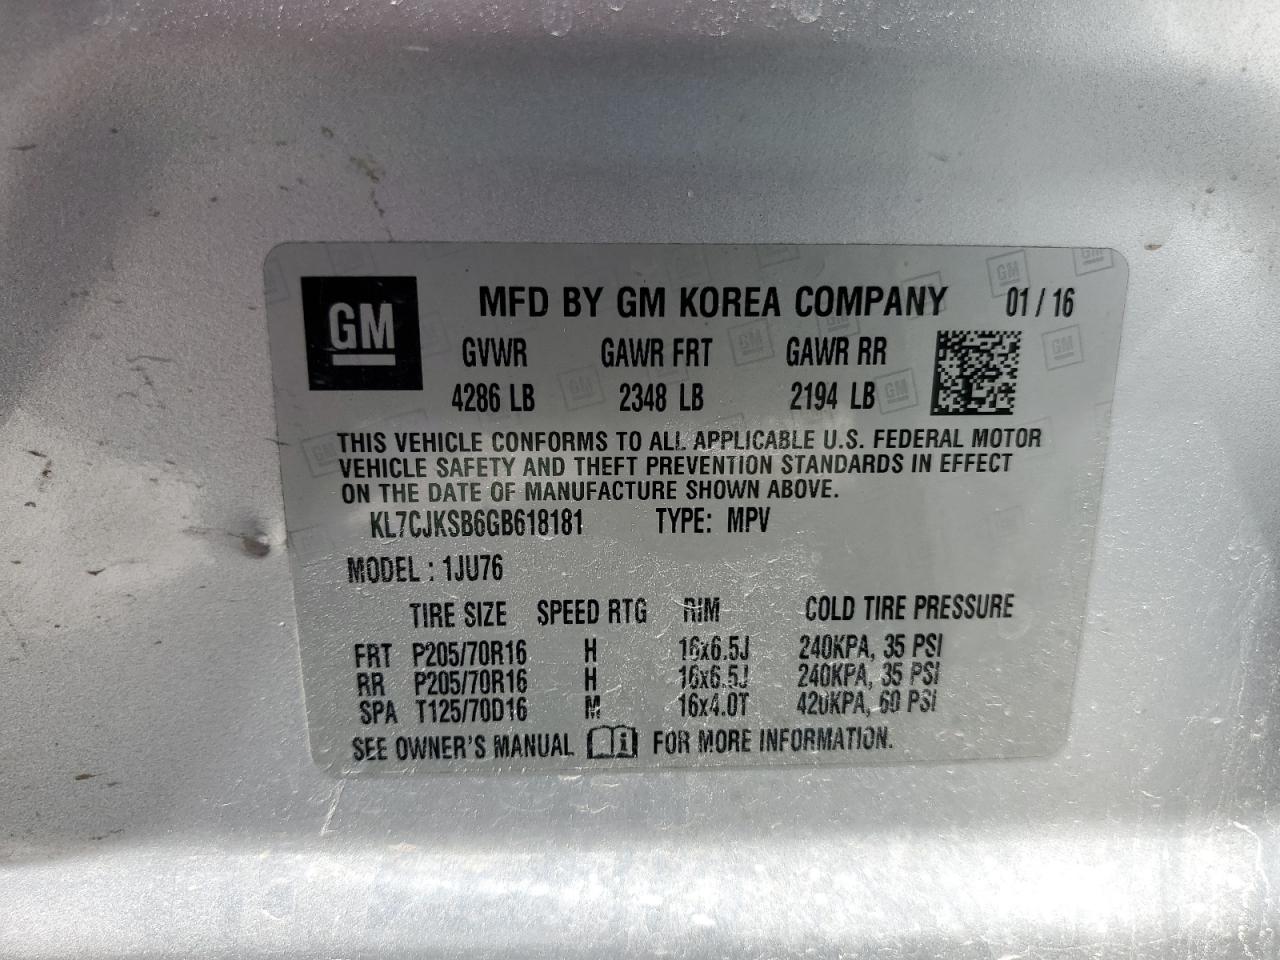 GM MFD BY GM KOREA COMPANY 01 / 16
GVWR GAWR FRT GAWR RR
4286 LB 2348 LB 2194 LB
THIS VEHICLE CONFORMS TO ALL APPLICABLE U.S. FEDERAL MOTOR
VEHICLE SAFETY AND THEFT PREVENTION STANDARDS IN EFFECT
ON THE DATE OF MANUFACTURE SHOWN ABOVE.
KL7CJKSB6GB618181 TYPE: MPV
MODEL : 1JU76
TIRE SIZE SPEED RTG RIM COLD TIRE PRESSURE
FRT P205/70R16 H 16x6.5J 240KPA, 35 PSI
RR P205/70R16 H 16x6.5J 240KPA, 35 PSI
SPA T125/70D16 M 16x4.0T 420KPA, 60 PSI
SEE OWNER'S MANUAL i FOR MORE INFORMATION.